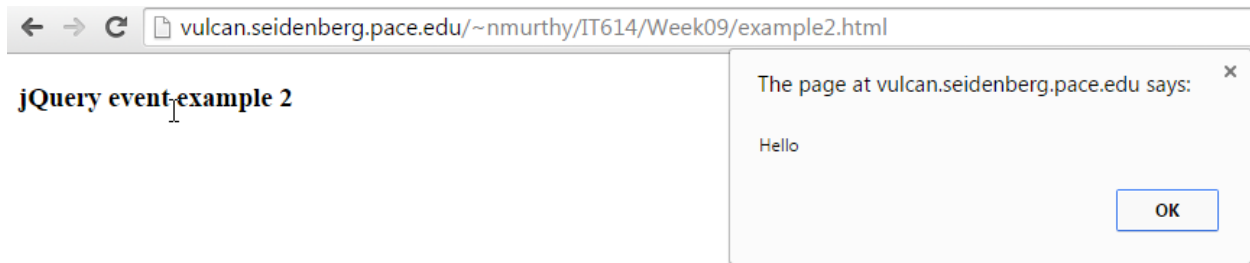 vulcan.seidenberg.pace.edu/~nmurthy/IT614/Week09/example2.html
jQuery event example 2
The page at vulcan.seidenberg.pace.edu says:
Hello
OK